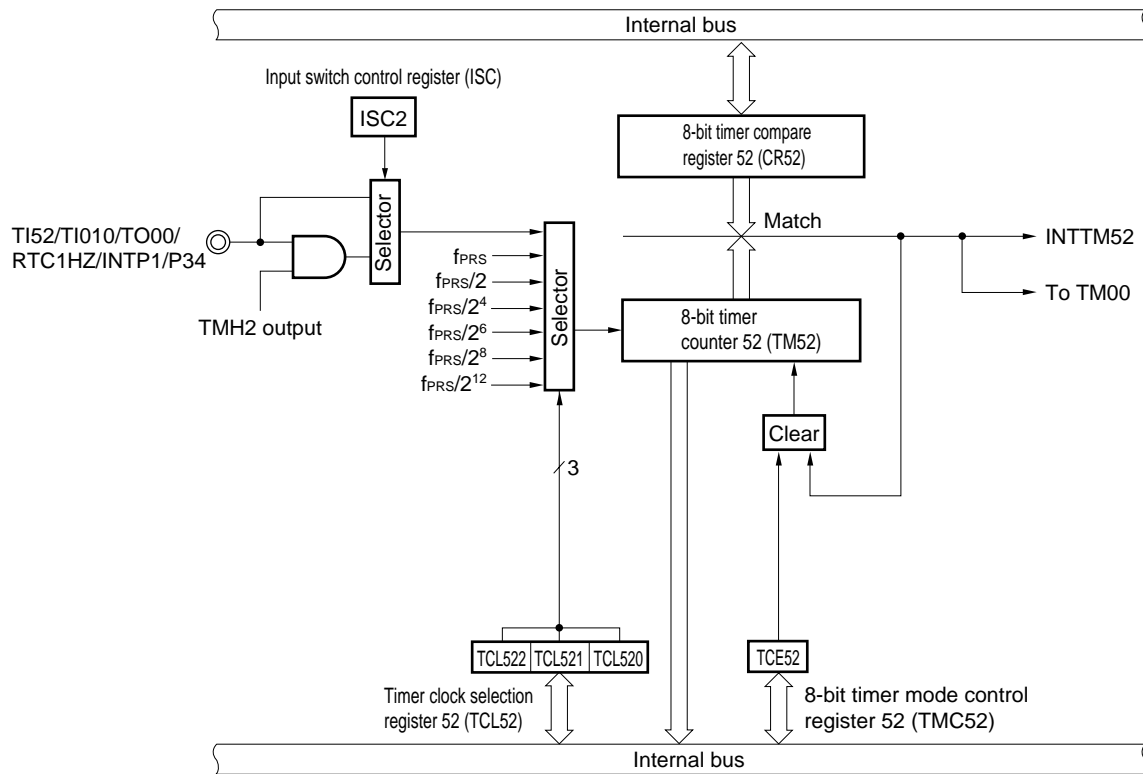 Internal bus
Input switch control register (ISC)
ISC2
8-bit timer compare
register 52 (CR52)
Selector
TI52/TI010/TO00/
RTC1HZ/INTP1/P34
TMH2 output
Match
INTTM52
To TM00
fPRS
fPRS/2
fPRS/2⁴
fPRS/2⁶
fPRS/2⁸
fPRS/2¹²
Selector
8-bit timer
counter 52 (TM52)
Clear
3
TCL522 TCL521 TCL520
TCE52
Timer clock selection
register 52 (TCL52)
8-bit timer mode control
register 52 (TMC52)
Internal bus